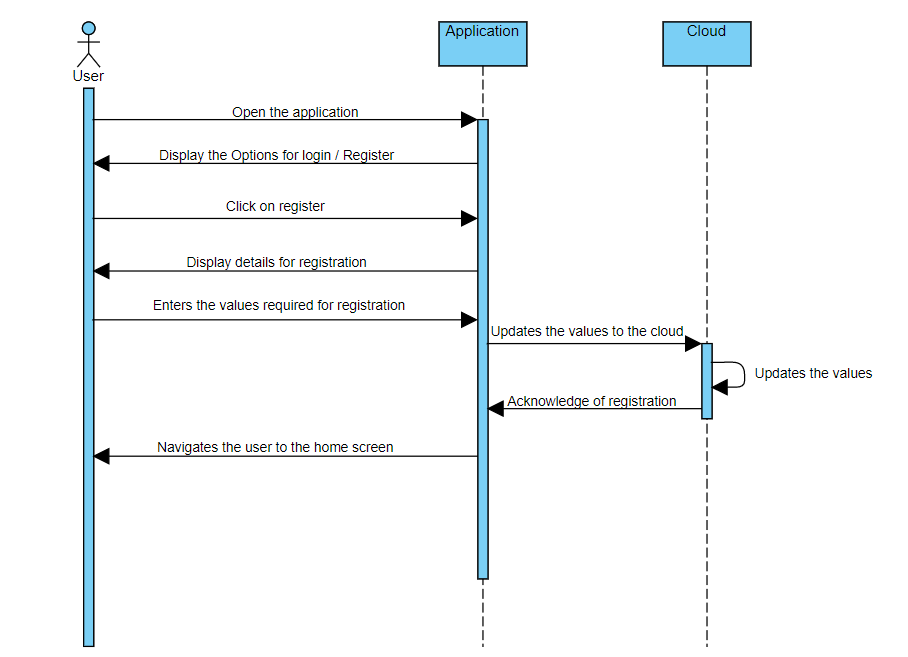 Application
Cloud
User
Open the application
Display the Options for login / Register
Click on register
Display details for registration
Enters the values required for registration
Updates the values to the cloud
Updates the values
Acknowledge of registration
Navigates the user to the home screen